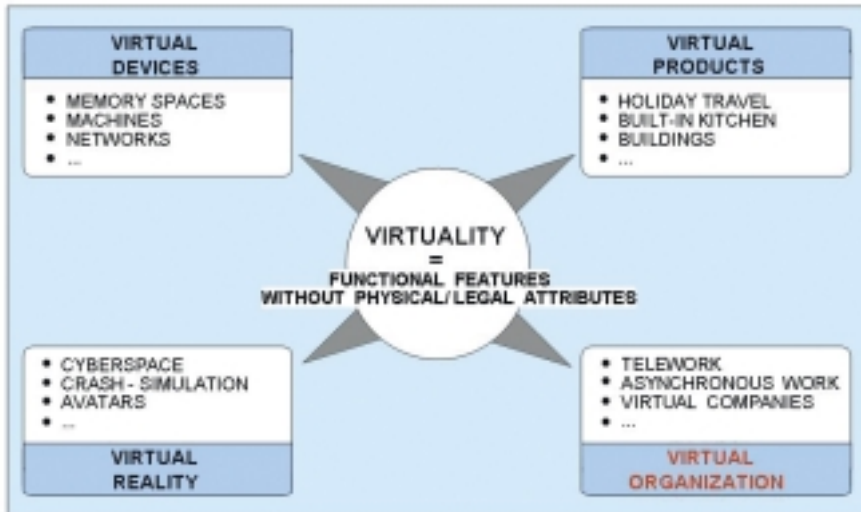 VIRTUAL
DEVICES
• MEMORY SPACES
• MACHINES
• NETWORKS
• ...
VIRTUAL
PRODUCTS
• HOLIDAY TRAVEL
• BUILT-IN KITCHEN
• BUILDINGS
• ...
VIRTUALITY
=
FUNCTIONAL FEATURES
WITHOUT PHYSICAL/LEGAL ATTRIBUTES
• CYBERSPACE
• CRASH - SIMULATION
• AVATARS
• ...
VIRTUAL
REALITY
• TELEWORK
• ASYNCHRONOUS WORK
• VIRTUAL COMPANIES
• ...
VIRTUAL
ORGANIZATION